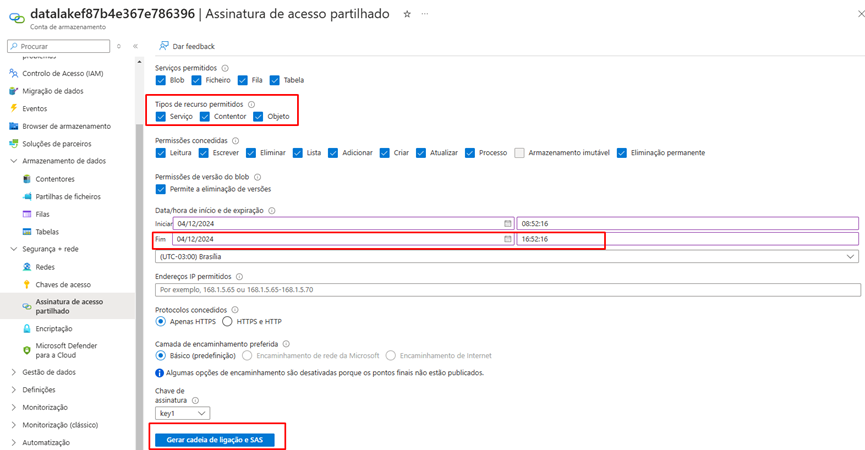 datalakef87b4e367e786396 | Assinatura de acesso partilhado
Conta de armazenamento
Procurar
Dar feedback
problemas
Controlo de Acesso (IAM)
Migração de dados
Eventos
Browser de armazenamento
Soluções de parceiros
Armazenamento de dados
Contentores
Partilhas de ficheiros
Filas
Tabelas
Segurança + rede
Redes
Chaves de acesso
Assinatura de acesso
partilhado
Encriptação
Microsoft Defender
para a Cloud
Gestão de dados
Definições
Monitorização
Monitorização (clássico)
Automatização
Serviços permitidos
Blob Ficheiro Fila Tabela
Tipos de recurso permitidos
Serviço Contentor Objeto
Permissões concedidas
Leitura Escrever Eliminar Lista Adicionar Criar Atualizar Processo Armazenamento imutável Eliminação permanente
Permissões de versão do blob
Permite a eliminação de versões
Data/hora de início e de expiração
Iniciar 04/12/2024 08:52:16
Fim 04/12/2024 16:52:16
(UTC-03:00) Brasília
Endereços IP permitidos
Por exemplo, 168.1.5.65 ou 168.1.5.65-168.1.5.70
Protocolos concedidos
Apenas HTTPS HTTPS e HTTP
Camada de encaminhamento preferida
Básico (predefinição) Encaminhamento de rede da Microsoft Encaminhamento de Internet
Algumas opções de encaminhamento são desativadas porque os pontos finais não estão publicados.
Chave de
assinatura
key1
Gerar cadeia de ligação e SAS